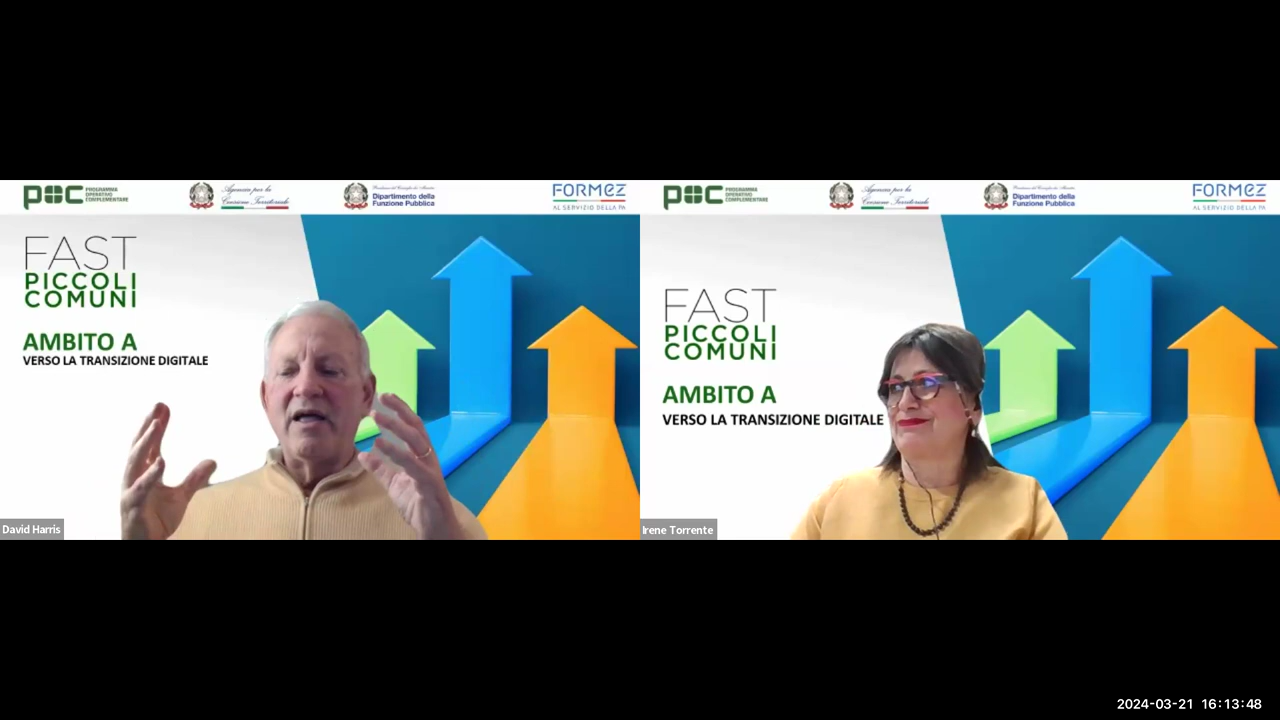 POC PROGRAMMA
OPERATIVO
COMPLEMENTARE
Agenzia per la
Coesione Territoriale
Dipartimento della
Funzione Pubblica
FORMEZ
AL SERVIZIO DELLA PA
FAST
PICCOLI
COMUNI
AMBITO A
VERSO LA TRANSIZIONE DIGITALE
David Harris
POC PROGRAMMA
OPERATIVO
COMPLEMENTARE
Agenzia per la
Coesione Territoriale
Dipartimento della
Funzione Pubblica
FORMEZ
AL SERVIZIO DELLA PA
FAST
PICCOLI
COMUNI
AMBITO A
VERSO LA TRANSIZIONE DIGITALE
Irene Torrente
2024-03-21 16:13:48